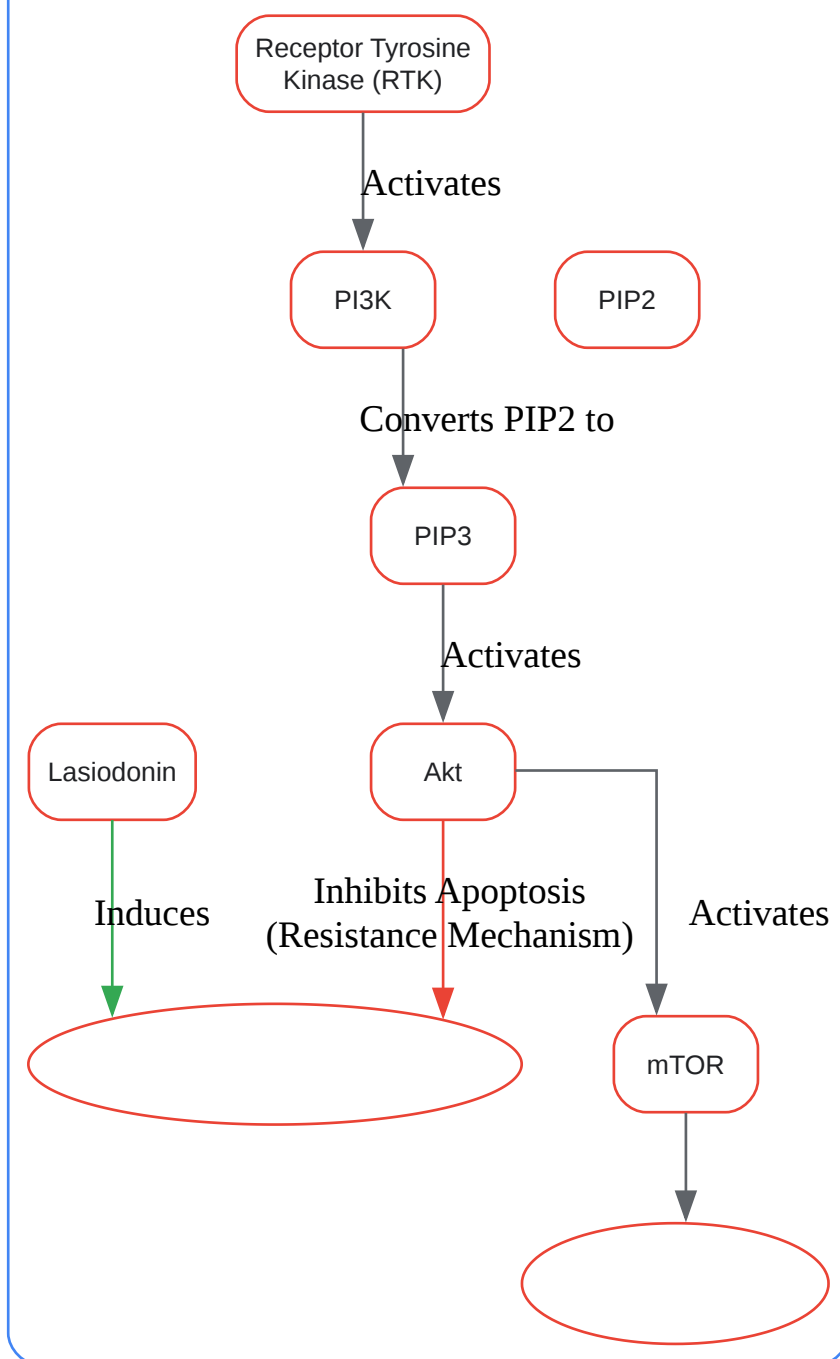 Receptor Tyrosine
Kinase (RTK)
Activates
PI3K
PIP2
Converts PIP2 to
PIP3
Activates
Lasiodonin
Akt
Induces
Inhibits Apoptosis
(Resistance Mechanism)
Activates
mTOR